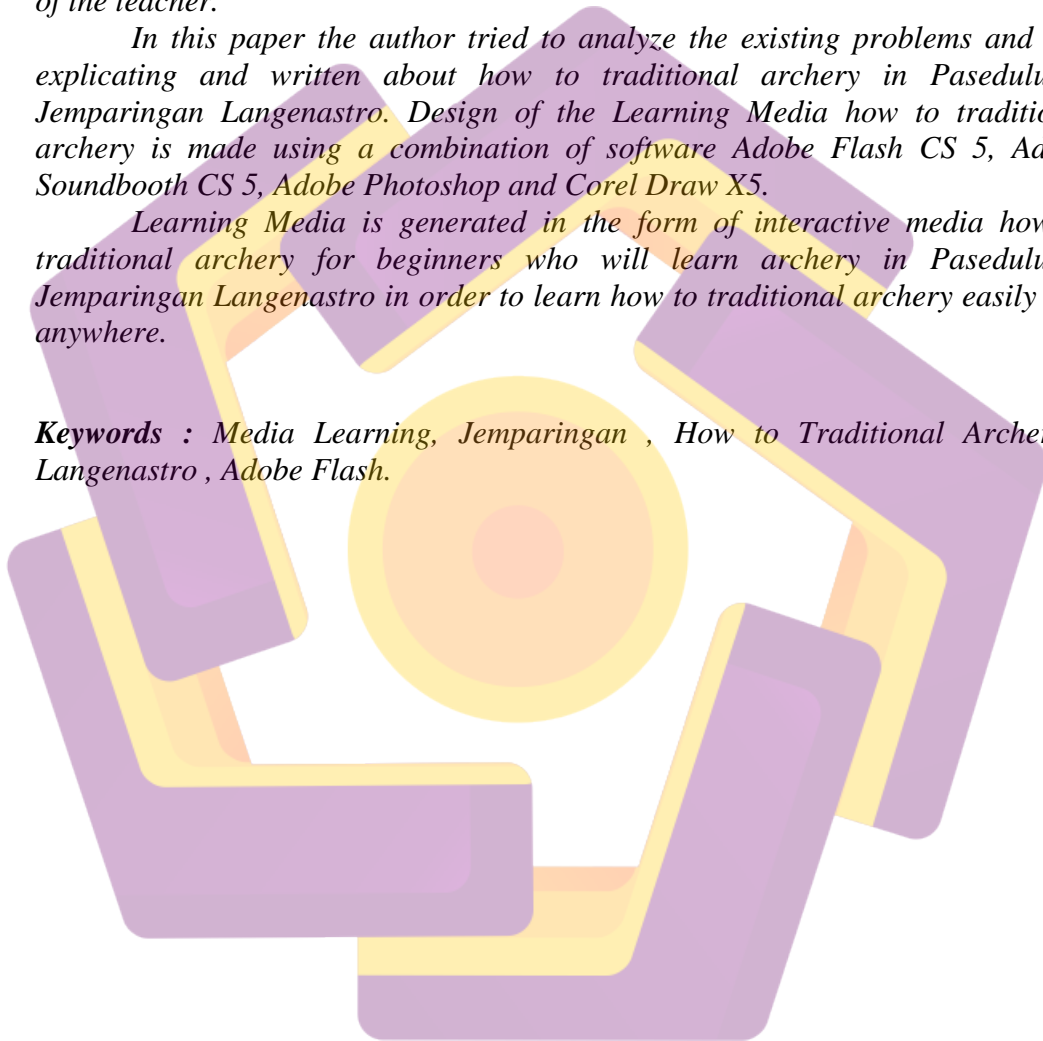 of the teacher.
In this paper the author tried to analyze the existing problems and
explicating and written about how to traditional archery in Pasedulu
Jemparingan Langenastro. Design of the Learning Media how to traditio
archery is made using a combination of software Adobe Flash CS 5, Ad
Soundbooth CS 5, Adobe Photoshop and Corel Draw X5.
Learning Media is generated in the form of interactive media how
traditional archery for beginners who will learn archery in Pasedulu
Jemparingan Langenastro in order to learn how to traditional archery easily
anywhere.
Keywords : Media Learning, Jemparingan , How to Traditional Archer
Langenastro , Adobe Flash.